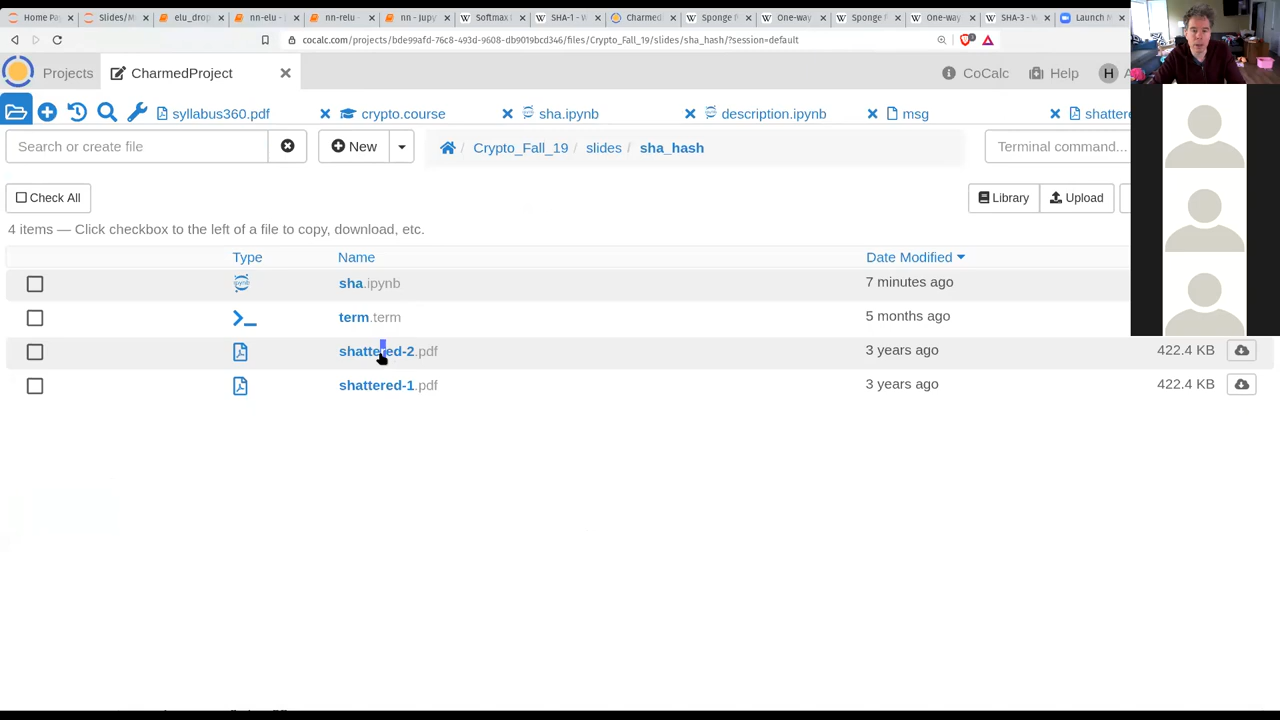 Home Pa
Slides/M
elu_drop
nn-elu -
nn-relu -
nn - Jupy
Softmax
SHA-1 - W
Charmed
Sponge f
One-way
Sponge f
One-way
SHA-3 - W
Launch M
cocalc.com/projects/bde99afd-76c8-493d-9608-db9019bcd346/files/Crypto_Fall_19/slides/sha_hash/?session=default
Projects
CharmedProject
CoCalc
Help
H
syllabus360.pdf
crypto.course
sha.ipynb
description.ipynb
msg
shattere
Search or create file
New
/ Crypto_Fall_19 / slides / sha_hash
Terminal command...
Check All
Library
Upload
4 items — Click checkbox to the left of a file to copy, download, etc.
Type Name Date Modified
sha.ipynb 7 minutes ago
term.term 5 months ago
shattered-2.pdf 3 years ago 422.4 KB
shattered-1.pdf 3 years ago 422.4 KB